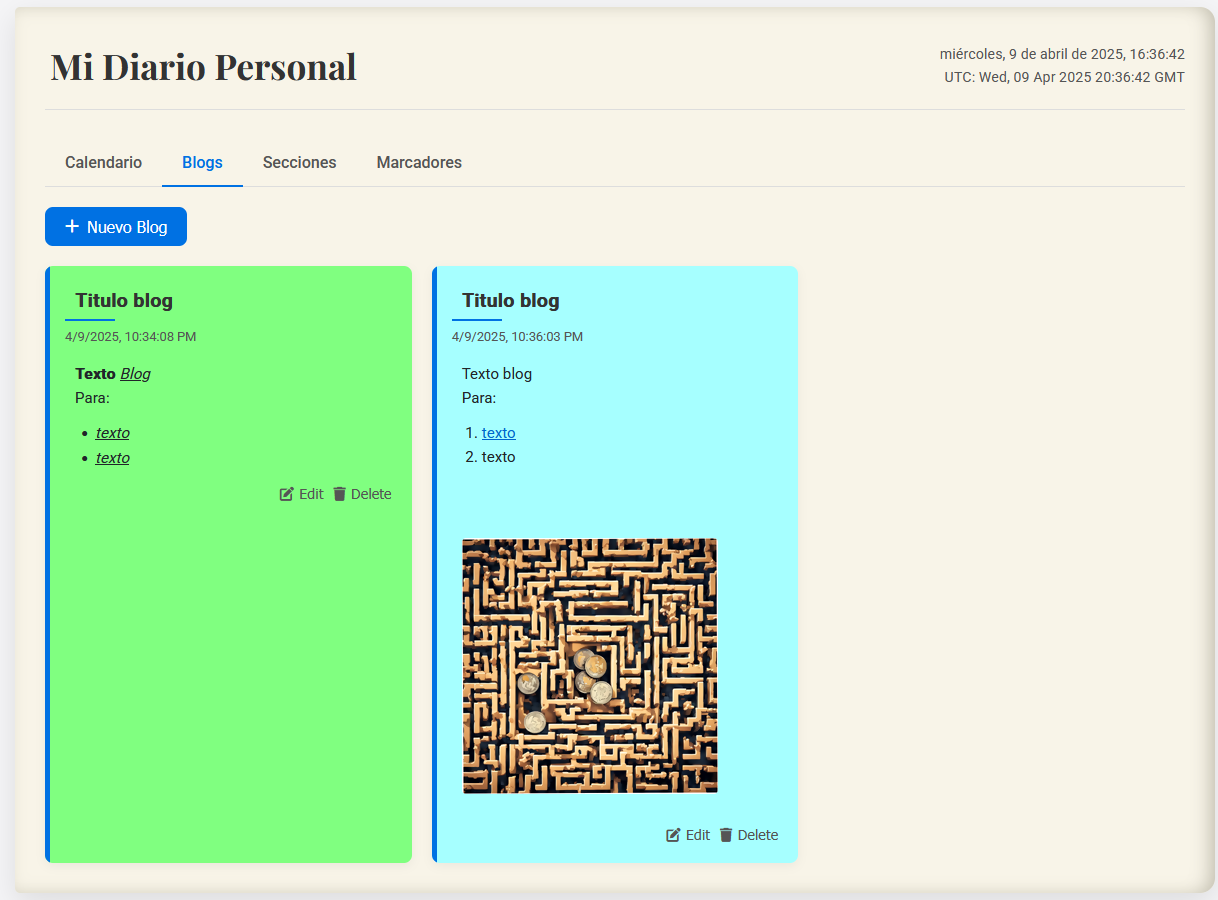 Mi Diario Personal
miércoles, 9 de abril de 2025, 16:36:42
UTC: Wed, 09 Apr 2025 20:36:42 GMT
Calendario Blogs Secciones Marcadores
+ Nuevo Blog
Titulo blog
4/9/2025, 10:34:08 PM
Texto Blog
Para:
• texto
• texto
Edit Delete
Titulo blog
4/9/2025, 10:36:03 PM
Texto blog
Para:
1. texto
2. texto
Edit Delete